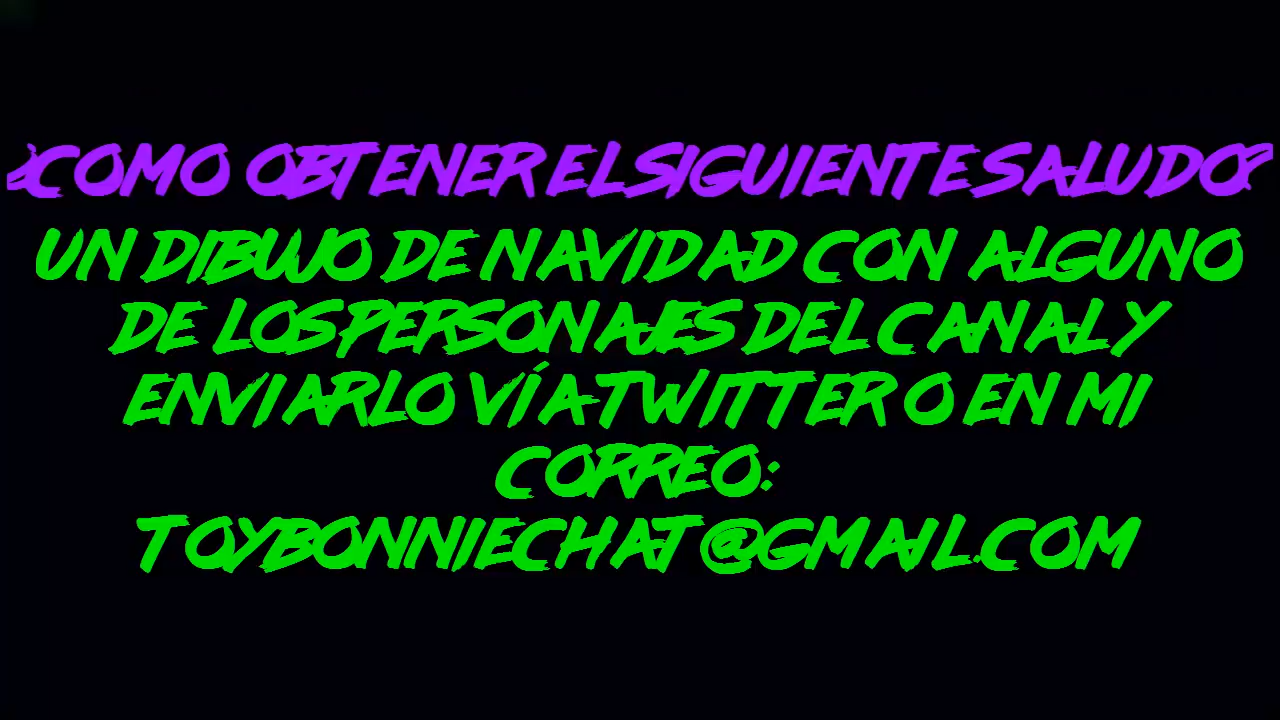 ¿COMO OBTENER EL SIGUIENTE SALUDO?
UN DIBUJO DE NAVIDAD CON ALGUNO
DE LOS PERSONAJES DEL CANAL Y
ENVIARLO VÍA TWITTER O EN MI
CORREO:
TOYBONNIECHAT@GMAIL.COM